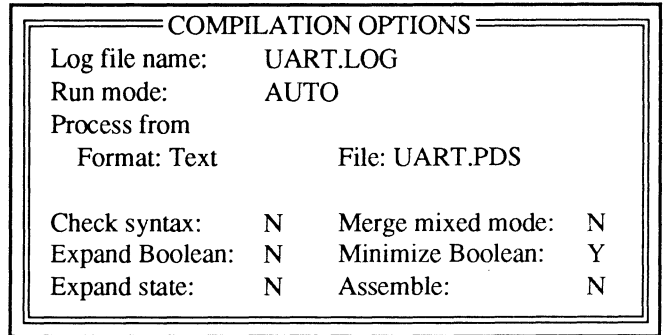 COMPILATION OPTIONS
Log file name: UART.LOG
Run mode: AUTO
Process from
Format: Text File: UART.PDS
Check syntax: N Merge mixed mode: N
Expand Boolean: N Minimize Boolean: Y
Expand state: N Assemble: N